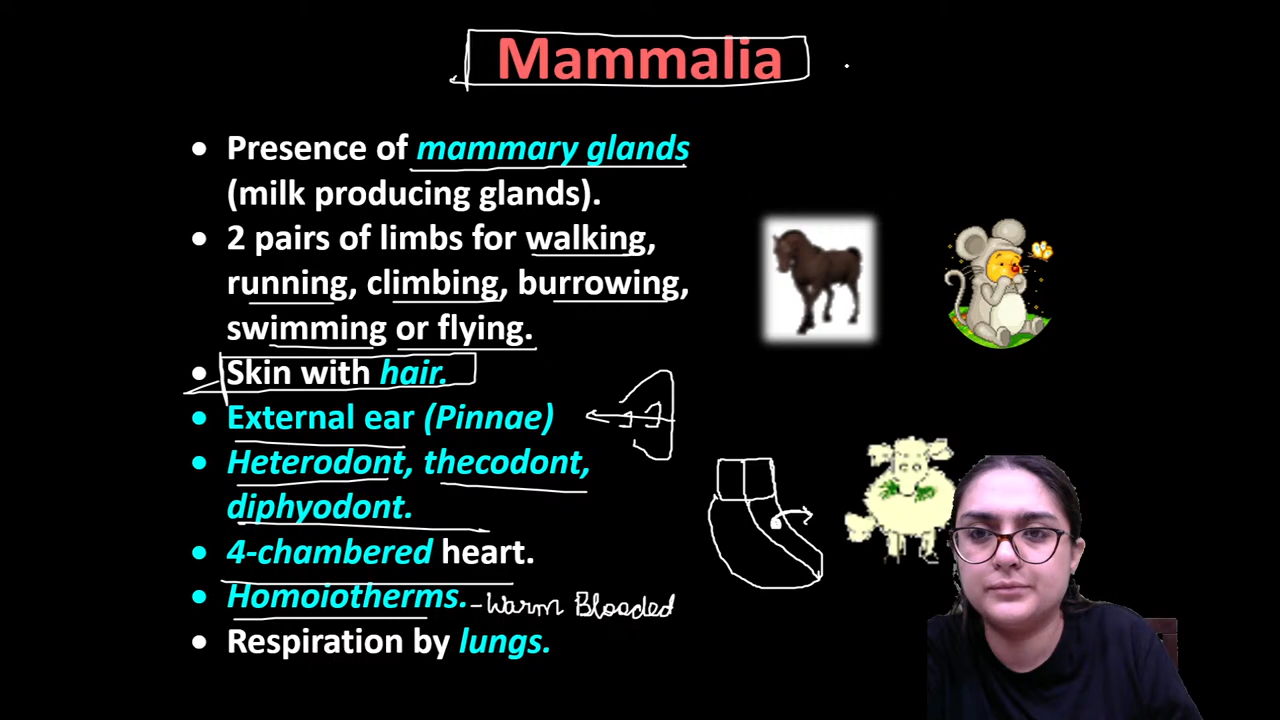 Mammalia
• Presence of mammary glands
(milk producing glands).
• 2 pairs of limbs for walking,
running, climbing, burrowing,
swimming or flying.
• Skin with hair.
• External ear (Pinnae)
• Heterodont, thecodont,
diphyodont.
• 4-chambered heart.
• Homoiotherms. - Warm Blooded
• Respiration by lungs.